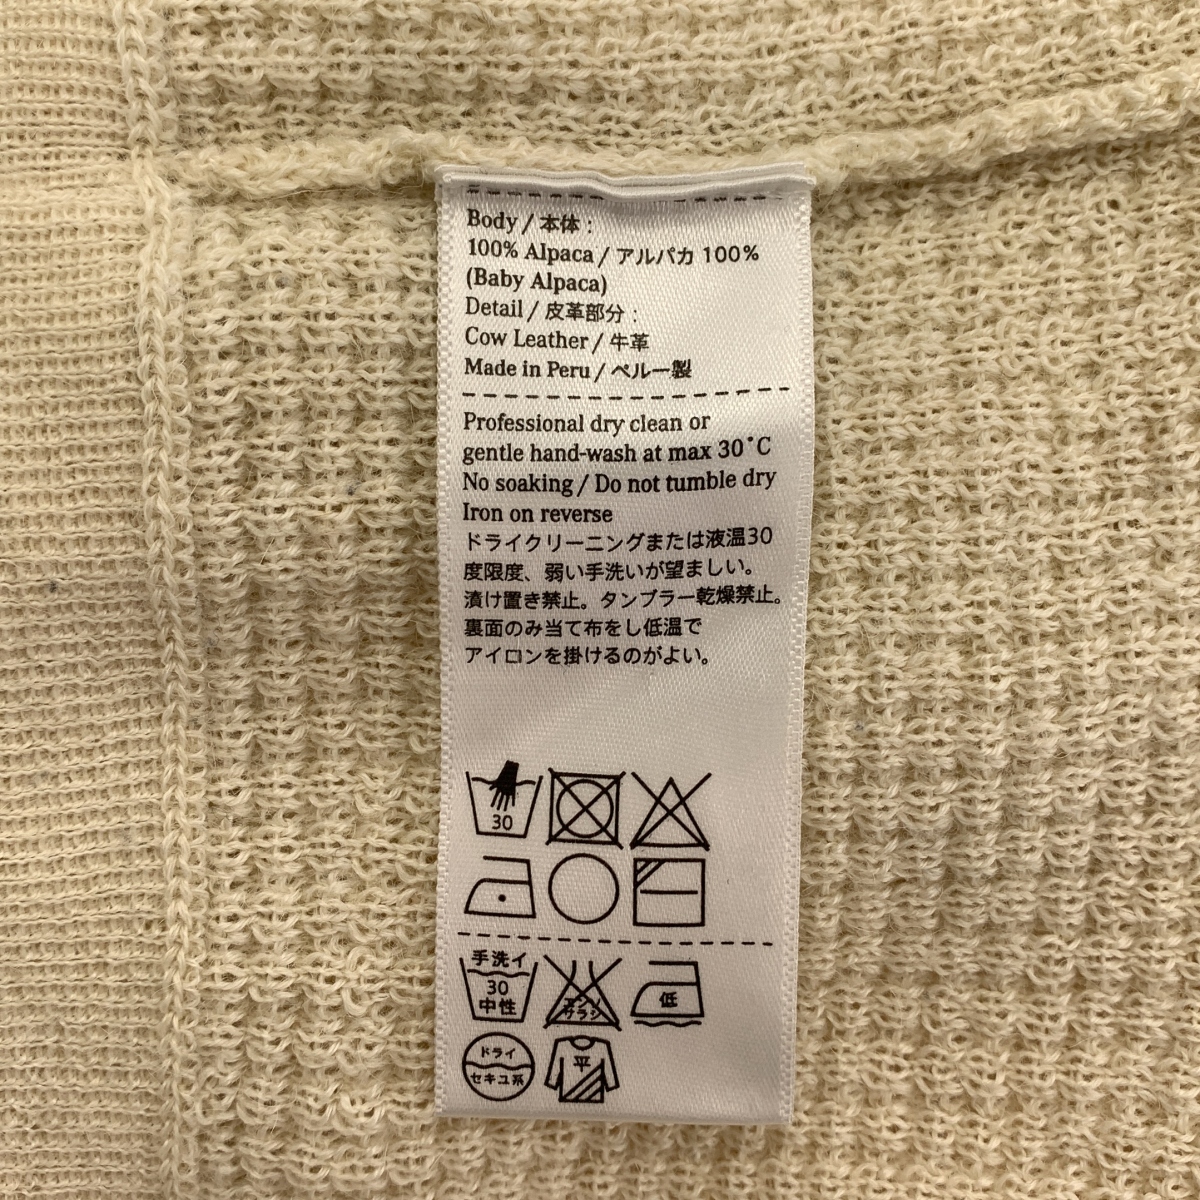 Body / 本体 :
100% Alpaca / アルパカ 100%
(Baby Alpaca)
Detail / 皮革部分 :
Cow Leather / 牛革
Made in Peru / ペルー製
Professional dry clean or
gentle hand-wash at max 30˚C
No soaking / Do not tumble dry
Iron on reverse
ドライクリーニングまたは液温30
度限度、弱い手洗いが望ましい。
漬け置き禁止。タンブラー乾燥禁止。
裏面のみ当て布をし低温で
アイロンを掛けるのがよい。
30
手洗イ
30
中性
エンソ
サラシ
低
ドライ
セキユ系
平